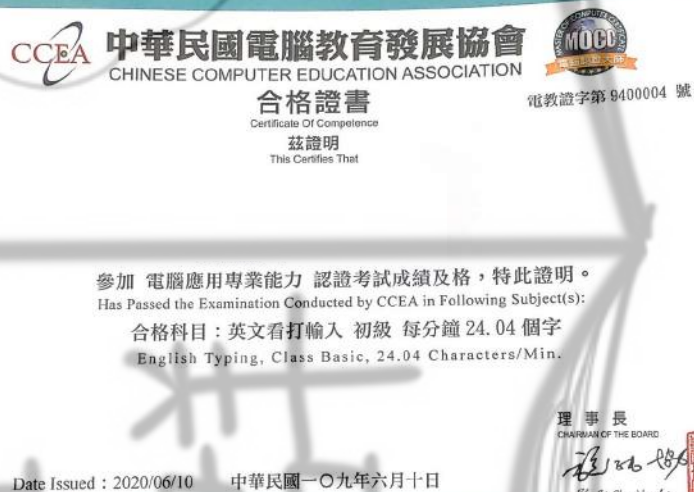 CCEA 中華民國電腦教育發展協會
CHINESE COMPUTER EDUCATION ASSOCIATION
MOCC
合格證書
Certificate Of Competence
電教證字第 9400004 號
茲證明
This Certifies That
參加 電腦應用專業能力 認證考試成績及格，特此證明。
Has Passed the Examination Conducted by CCEA in Following Subject(s):
合格科目：英文看打輸入 初級 每分鐘 24.04 個字
English Typing, Class Basic, 24.04 Characters/Min.
理事長
CHAIRMAN OF THE BOARD
Date Issued : 2020/06/10 中華民國一○九年六月十日